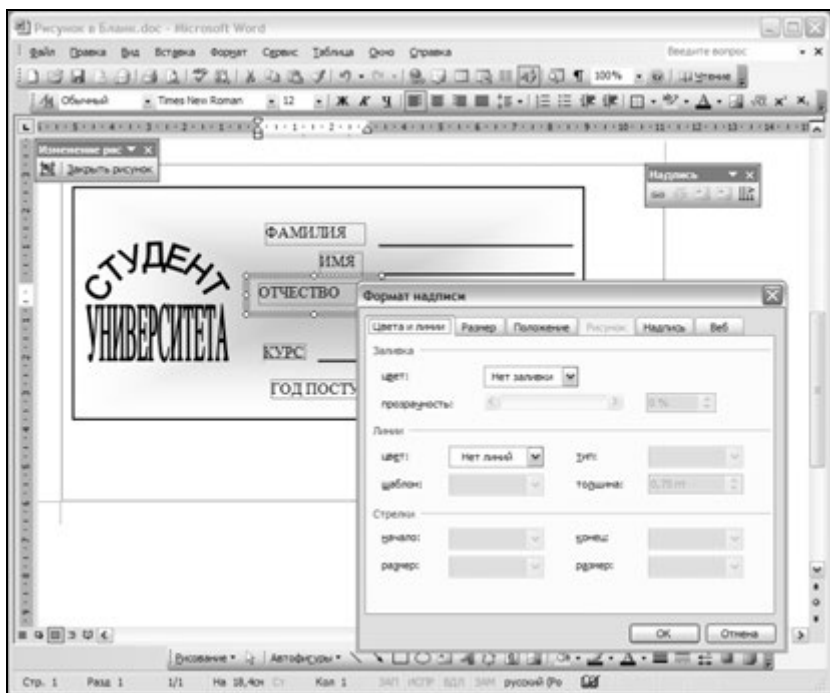 Рисунок в Бланк.doc - Microsoft Word
Файл Правка Вид Вставка Формат Сервис Таблица Окно Справка Введите вопрос
100% Чтение
Обычный Times New Roman 12 Ж К Ч
Изменение рис
Закрыть рисунок
Надпись
СТУДЕНТ
УНИВЕРСИТЕТА
ФАМИЛИЯ
ИМЯ
ОТЧЕСТВО
КУРС
ГОД ПОСТУ
Формат надписи
Цвета и линии Размер Положение Рисунок Надпись Веб
Заливка
цвет: Нет заливки
прозрачность: 0 %
Линии
цвет: Нет линий тип:
шаблон: толщина: 0,75 пт
Стрелки
начало: конец:
размер: размер:
ОК Отмена
Рисование Автофигуры
Стр. 1 Разд 1 1/1 На 18,4см Ст Кол 1 ЗАП ИСПР ВДЛ ЗАМ русский (Ро